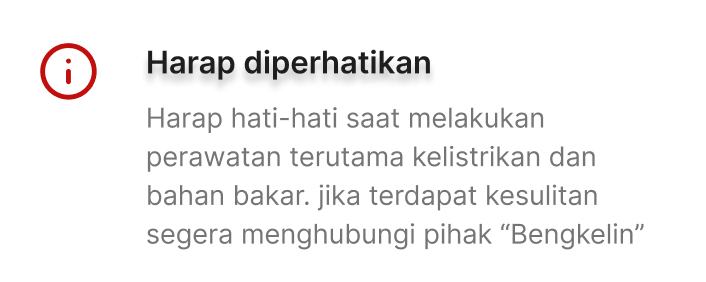 Harap diperhatikan
Harap hati-hati saat melakukan
perawatan terutama kelistrikan dan
bahan bakar. jika terdapat kesulitan
segera menghubungi pihak “Bengkelin”